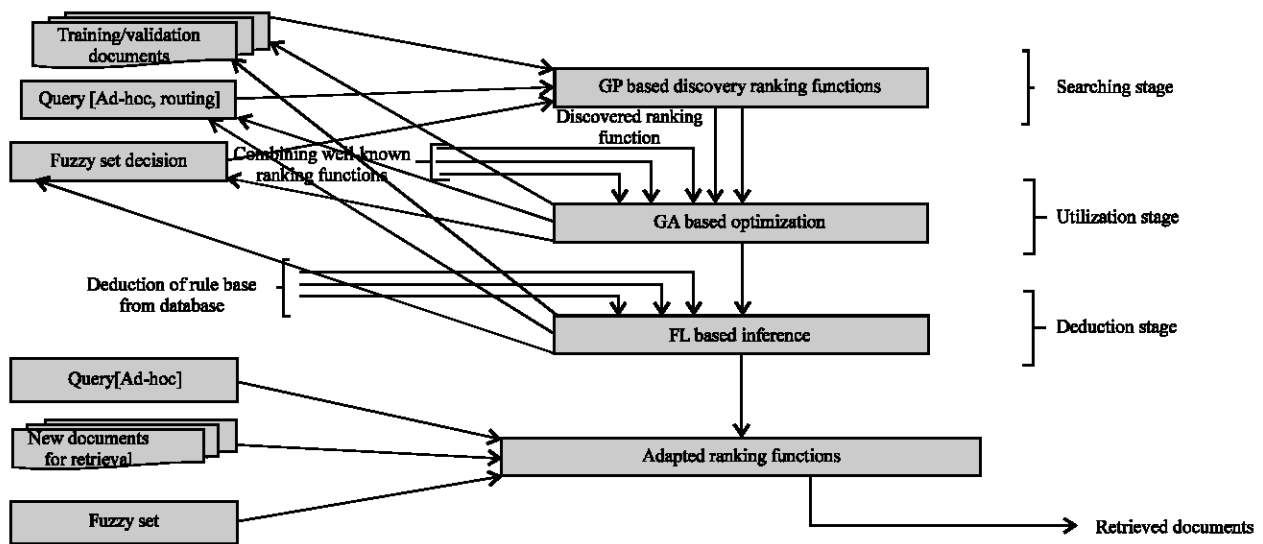 Training/validation
documents
GP based discovery ranking functions
Searching stage
Query [Ad-hoc, routing]
Discovered ranking
function
Fuzzy set decision
Combining well known
ranking functions
GA based optimization
Utilization stage
Deduction of rule base
from database
FL based inference
Deduction stage
Query[Ad-hoc]
New documents
for retrieval
Adapted ranking functions
Fuzzy set
Retrieved documents